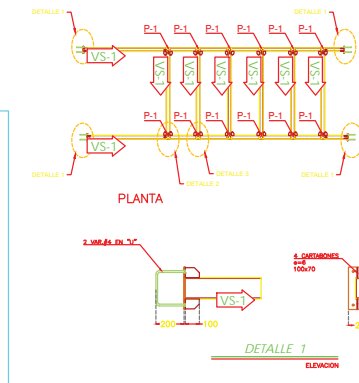 DETALLE 1
DETALLE 1
P-1 P-1 P-1 P-1 P-1 P-1
VS-1
VS-1 VS-1 VS-1 VS-1 VS-1 VS-1
P-1 P-1 P-1 P-1 P-1 P-1
VS-1
DETALLE 1
DETALLE 3
DETALLE 1
DETALLE 2
PLANTA
2 VAR.#4 EN "U"
4 CARTABONES
e=6
100x70
VS-1
200 100
2
DETALLE 1
ELEVACION